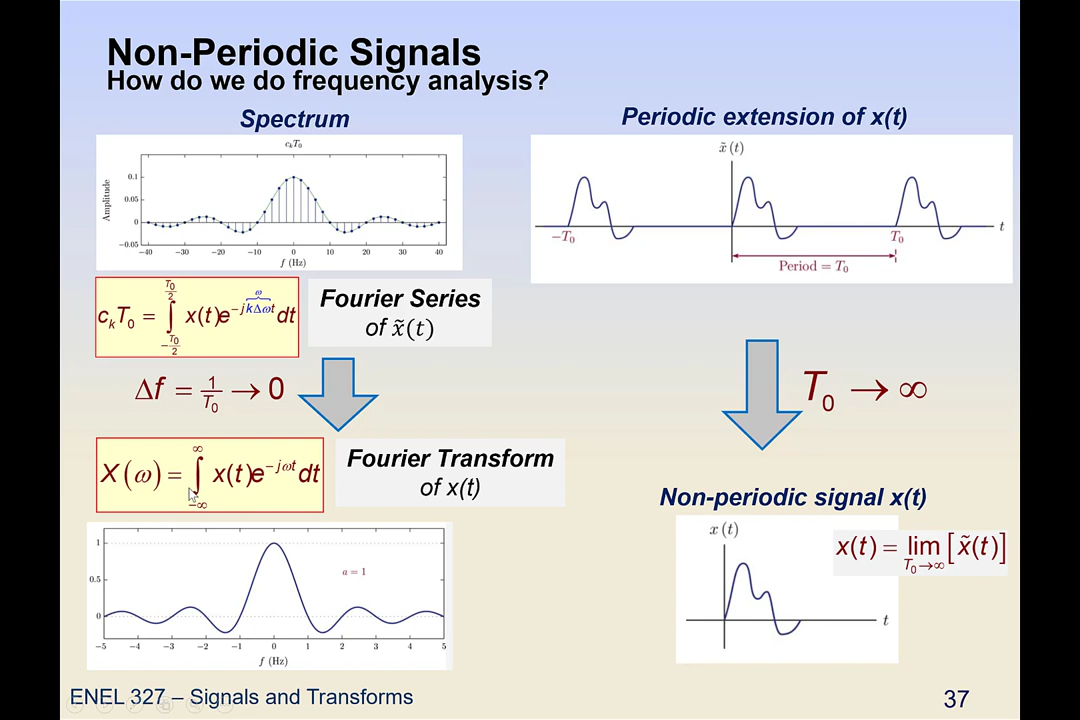 Non-Periodic Signals
How do we do frequency analysis?
Spectrum
c_k T_0
Amplitude
0.1
0.05
0
−0.05
−40 −30 −20 −10 0 10 20 30 40
f (Hz)
Periodic extension of x(t)
x̃ (t)
−T_0
T_0
t
Period = T_0
c_k T_0 = ∫_{−T_0/2}^{T_0/2} x(t)e^{−jkΔωt} dt
ω
Fourier Series
of x̃(t)
Δf = 1/T_0 → 0
T_0 → ∞
X(ω) = ∫_{−∞}^{∞} x(t)e^{−jωt} dt
Fourier Transform
of x(t)
1
0.5
0
a = 1
−5 −4 −3 −2 −1 0 1 2 3 4 5
f (Hz)
Non-periodic signal x(t)
x (t)
t
x(t) = lim_{T_0→∞} [x̃(t)]
ENEL 327 – Signals and Transforms
37